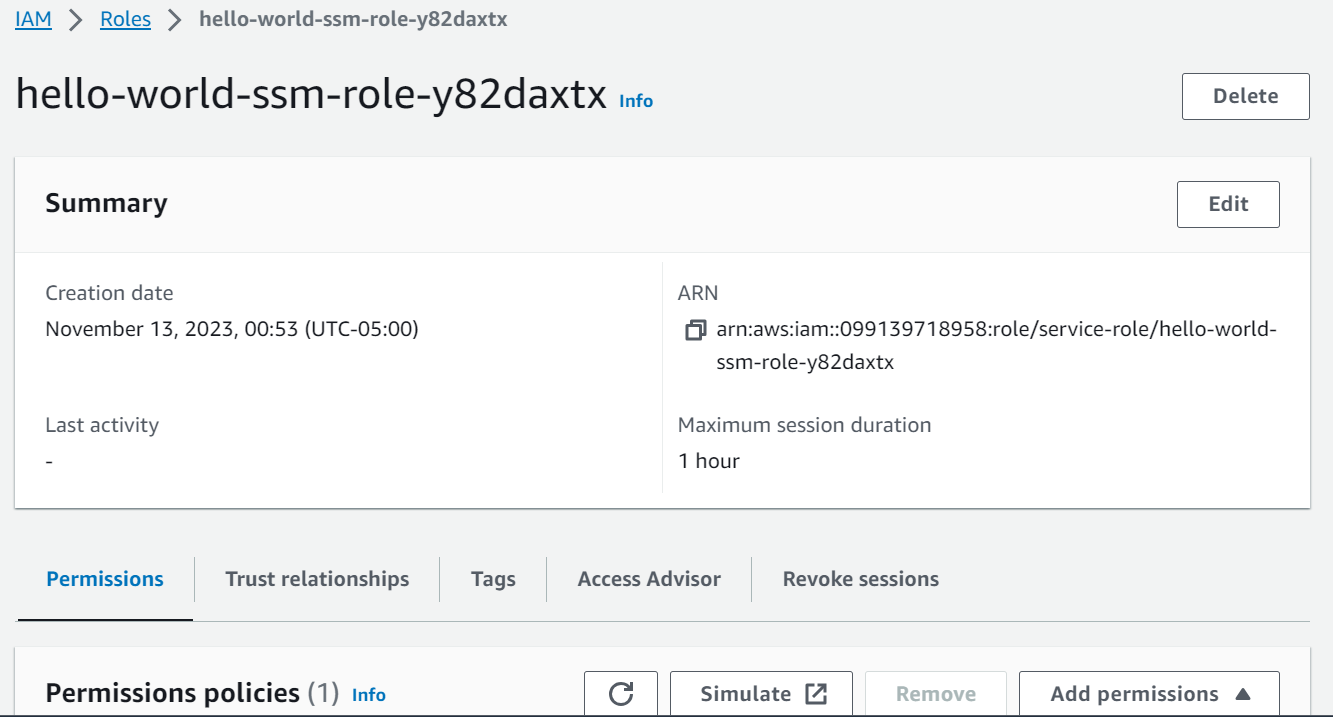 IAM > Roles > hello-world-ssm-role-y82daxtx
hello-world-ssm-role-y82daxtx Info
Delete
Summary
Edit
Creation date
November 13, 2023, 00:53 (UTC-05:00)
ARN
arn:aws:iam::099139718958:role/service-role/hello-world-
ssm-role-y82daxtx
Last activity
-
Maximum session duration
1 hour
Permissions
Trust relationships
Tags
Access Advisor
Revoke sessions
Permissions policies (1) Info
Simulate
Remove
Add permissions